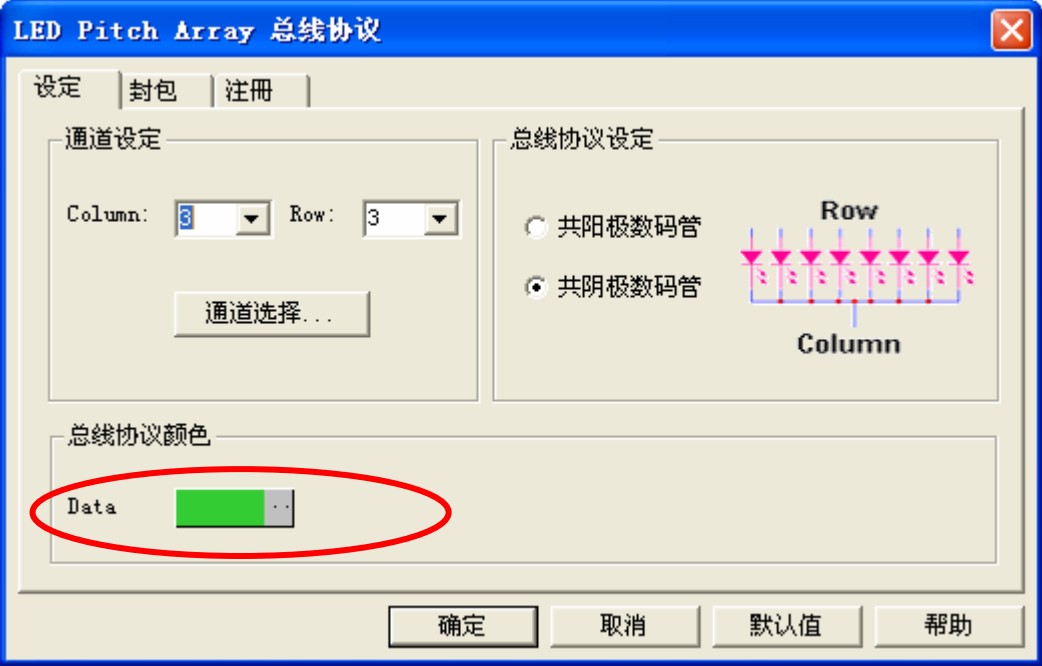 LED Pitch Array 总线协议
设定 封包 注冊
通道设定
Column: 3 Row: 3
通道选择...
总线协议设定
共阳极数码管
共阴极数码管
Row
Column
总线协议颜色
Data ..
确定 取消 默认值 帮助